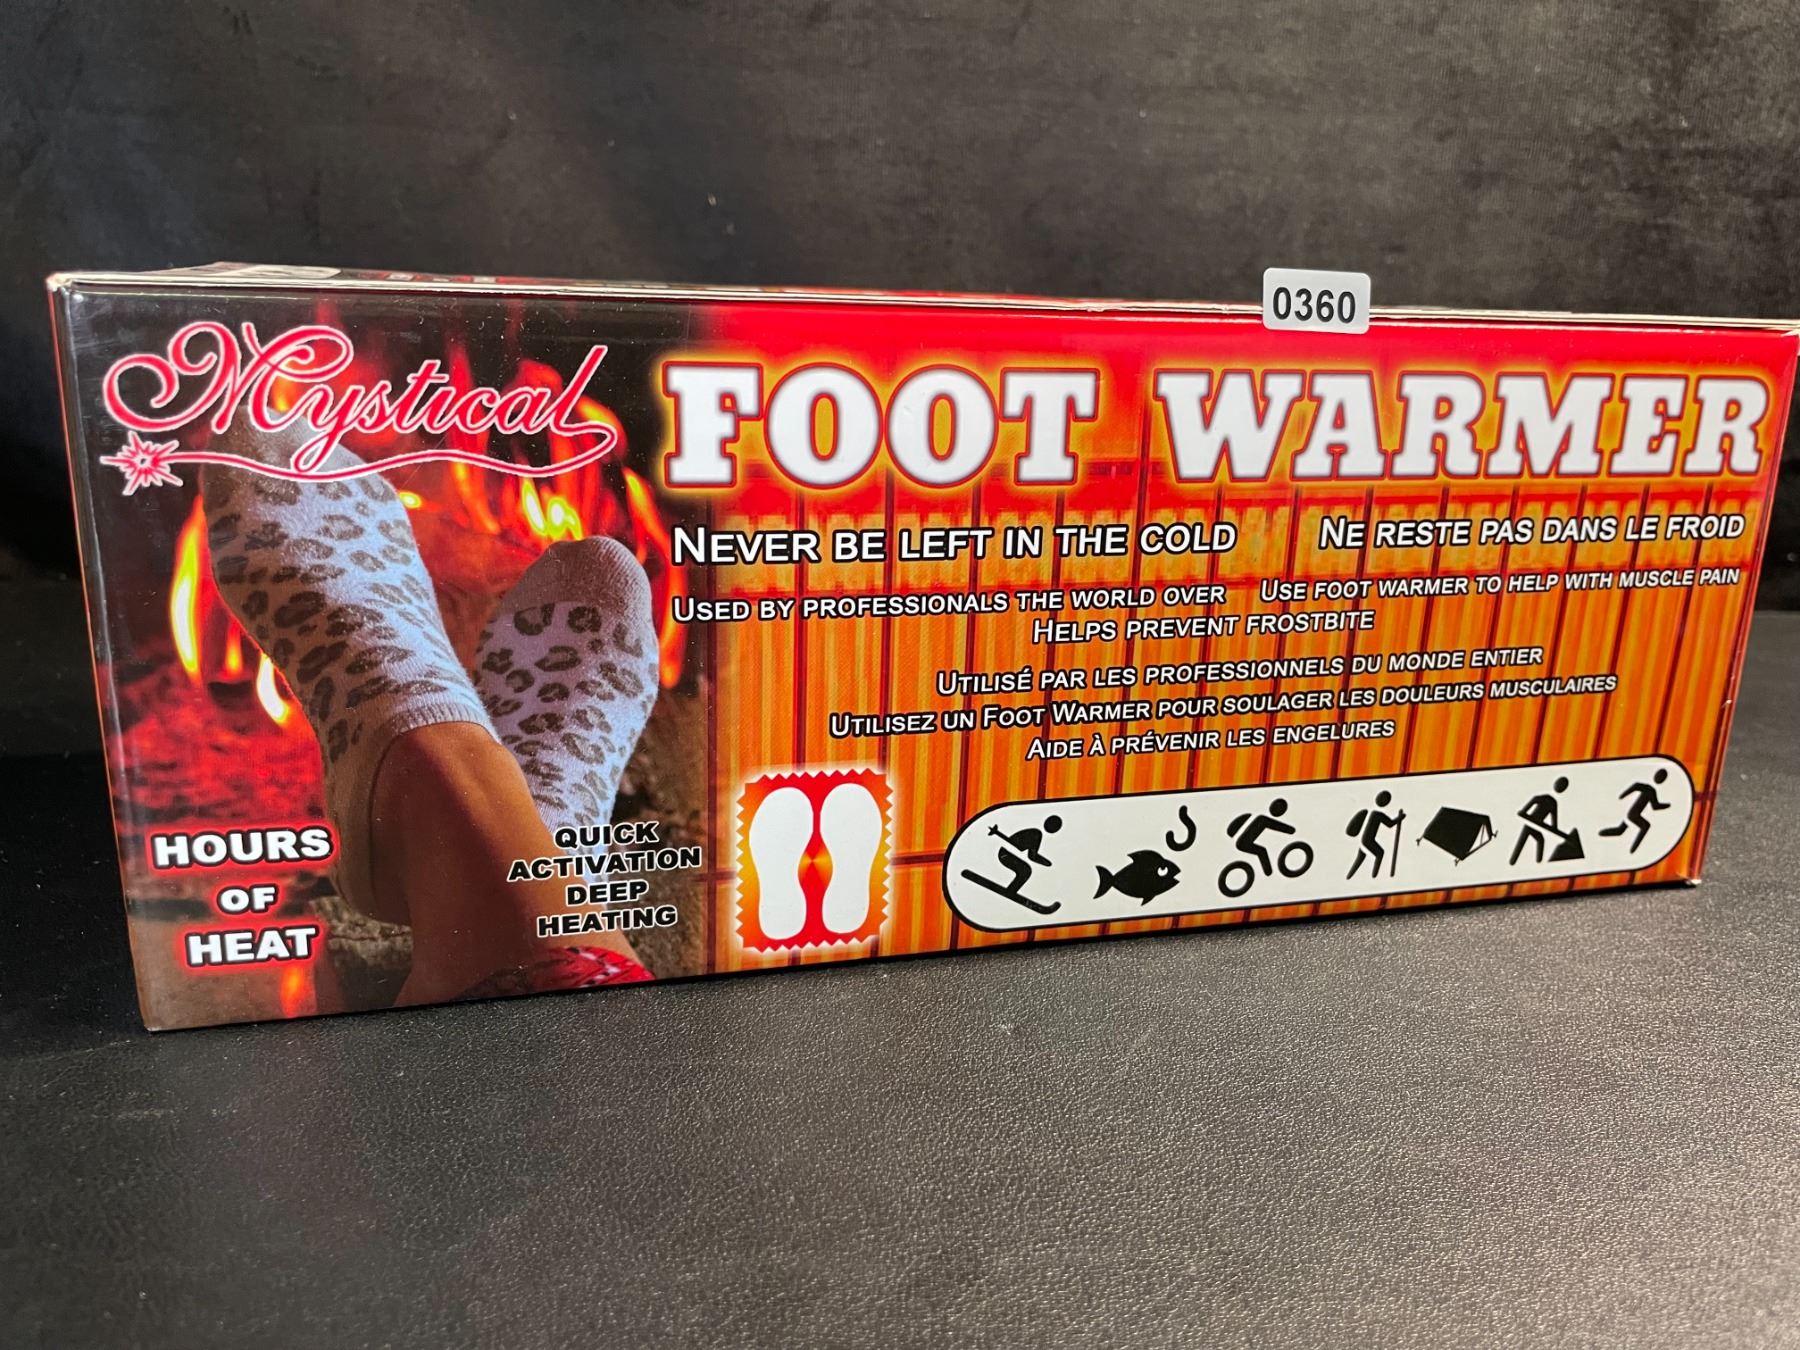 0360
Mystical
FOOT WARMER
NEVER BE LEFT IN THE COLD
NE RESTE PAS DANS LE FROID
USED BY PROFESSIONALS THE WORLD OVER
USE FOOT WARMER TO HELP WITH MUSCLE PAIN
HELPS PREVENT FROSTBITE
UTILISÉ PAR LES PROFESSIONNELS DU MONDE ENTIER
UTILISEZ UN FOOT WARMER POUR SOULAGER LES DOULEURS MUSCULAIRES
AIDE À PRÉVENIR LES ENGELURES
HOURS
OF
HEAT
QUICK
ACTIVATION
DEEP
HEATING